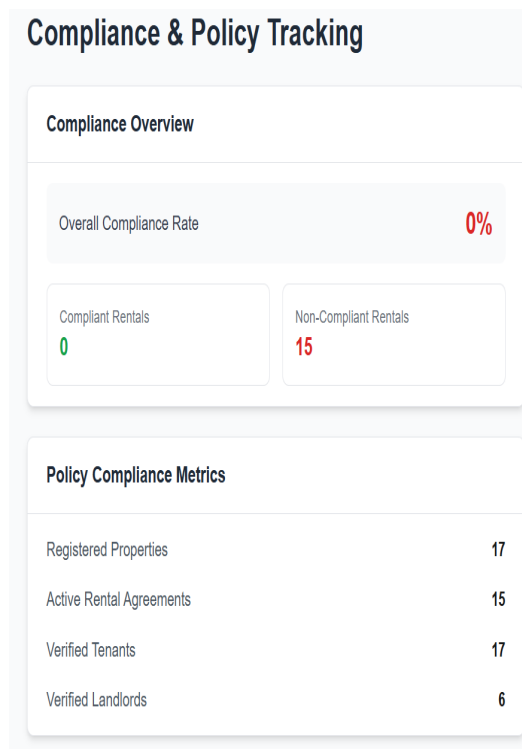 Compliance & Policy Tracking
Compliance Overview
Overall Compliance Rate 0%
Compliant Rentals
0
Non-Compliant Rentals
15
Policy Compliance Metrics
Registered Properties 17
Active Rental Agreements 15
Verified Tenants 17
Verified Landlords 6